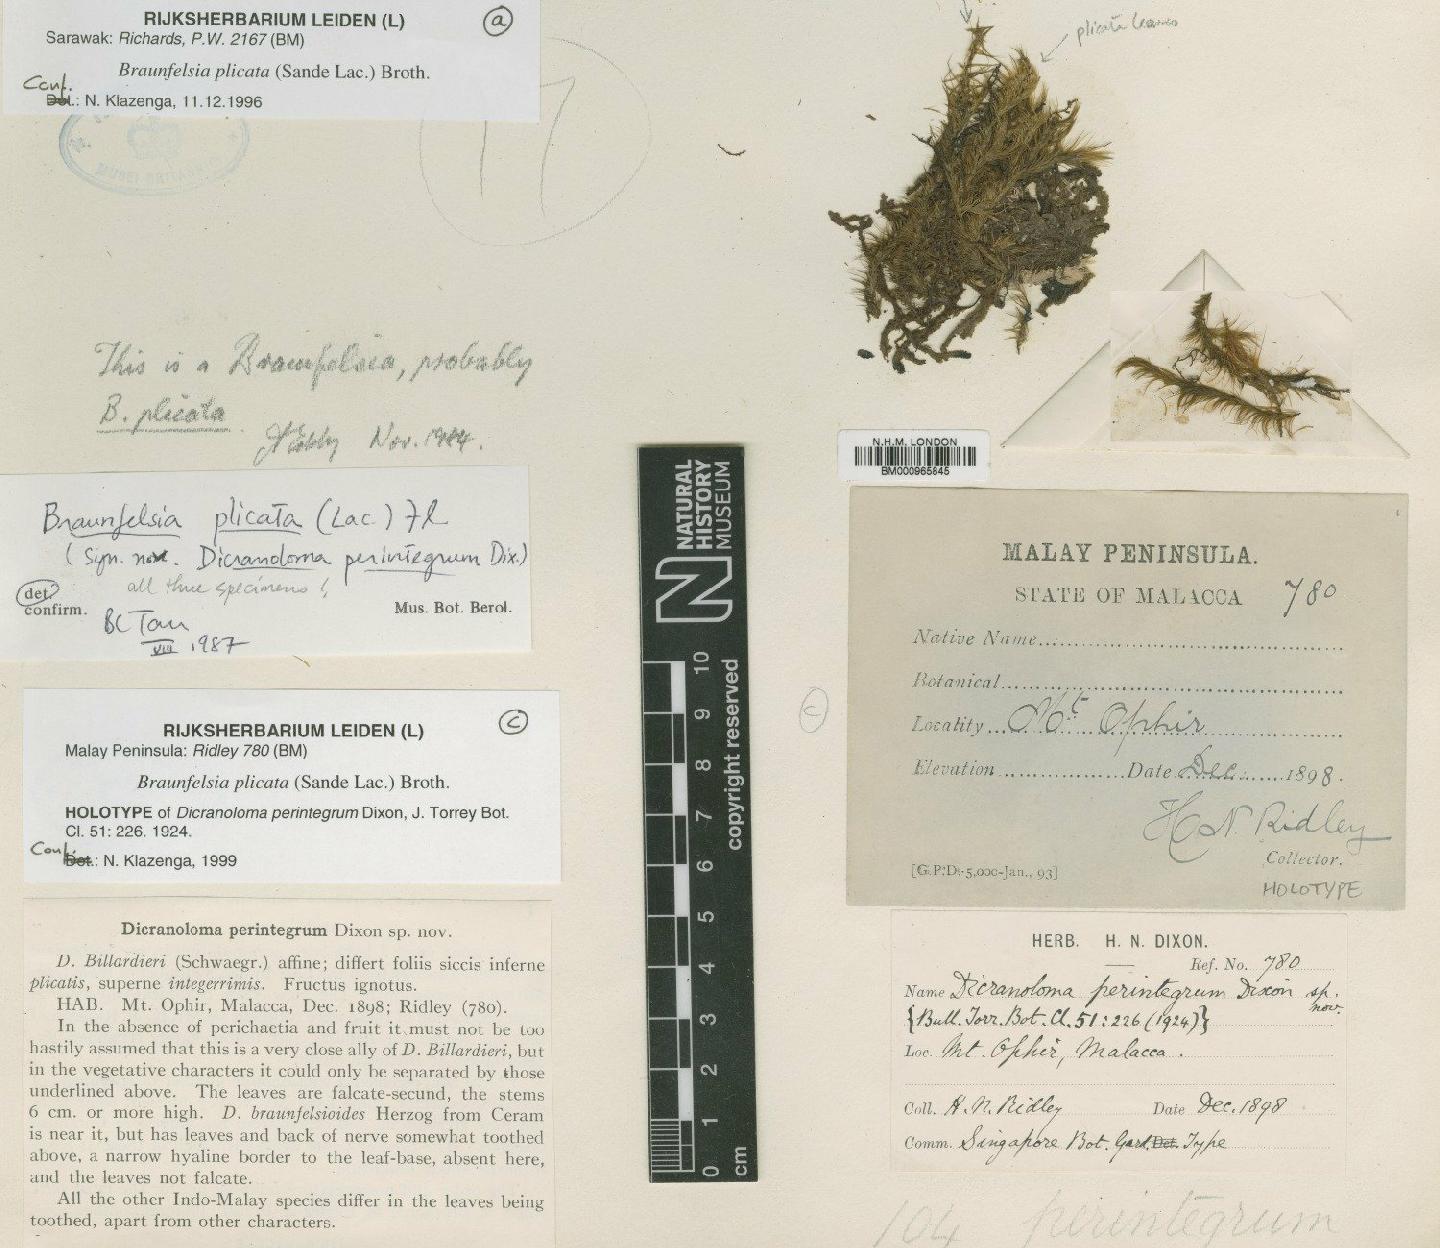 RIJKSHERBARIUM LEIDEN (L)
a
Sarawak: Richards, P.W. 2167 (BM)
Braunfelsia plicata (Sande Lac.) Broth.
Conf.
Det.: N. Klazenga, 11.12.1996
MUSEI BRITANN
17
plicate leaves
This is a Braunfelsia, probably
B. plicata
Nov. 1984.
Braunfelsia plicata (Lac.)
(Syn. nov. Dicranoloma perintegrum Dix.)
all three specimens!
det.
confirm.
Mus. Bot. Berol.
BC Tan
VIII 1987
RIJKSHERBARIUM LEIDEN (L)
c
Malay Peninsula: Ridley 780 (BM)
Braunfelsia plicata (Sande Lac.) Broth.
HOLOTYPE of Dicranoloma perintegrum Dixon, J. Torrey Bot.
Cl. 51: 226. 1924.
Conf.
Det.: N. Klazenga, 1999
Dicranoloma perintegrum Dixon sp. nov.
D. Billardieri (Schwaegr.) affine; differt foliis siccis inferne
plicatis, superne integerrimis. Fructus ignotus.
HAB. Mt. Ophir, Malacca, Dec. 1898; Ridley (780).
In the absence of perichaetia and fruit it must not be too
hastily assumed that this is a very close ally of D. Billardieri, but
in the vegetative characters it could only be separated by those
underlined above. The leaves are falcate-secund, the stems
6 cm. or more high. D. braunfelsioides Herzog from Ceram
is near it, but has leaves and back of nerve somewhat toothed
above, a narrow hyaline border to the leaf-base, absent here,
and the leaves not falcate.
All the other Indo-Malay species differ in the leaves being
toothed, apart from other characters.
NATURAL
HISTORY
MUSEUM
copyright reserved
10
9
8
7
6
5
4
3
2
1
0
cm
N.H.M. LONDON
BM000965845
c
MALAY PENINSULA.
STATE OF MALACCA 780
Native Name
Botanical
Locality Mt Ophir
Elevation Date Dec. 1898.
H N Ridley
Collector.
[G.P.D.-5,000-Jan., 93]
HOLOTYPE
HERB. H. N. DIXON.
Ref. No. 780
Name Dicranoloma perintegrum Dixon sp. nov.
{Bull. Torr. Bot. Cl. 51: 226 (1924)}
Loc. Mt. Ophir, Malacca.
Coll. H. N. Ridley Date Dec. 1898
Comm. Singapore Bot. Gard. Det. Type
104 perintegrum